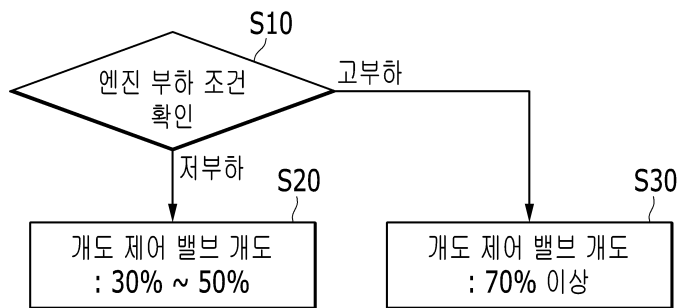 S10
엔진 부하 조건
확인
고부하
저부하
S20
개도 제어 밸브 개도
: 30% ~ 50%
S30
개도 제어 밸브 개도
: 70% 이상